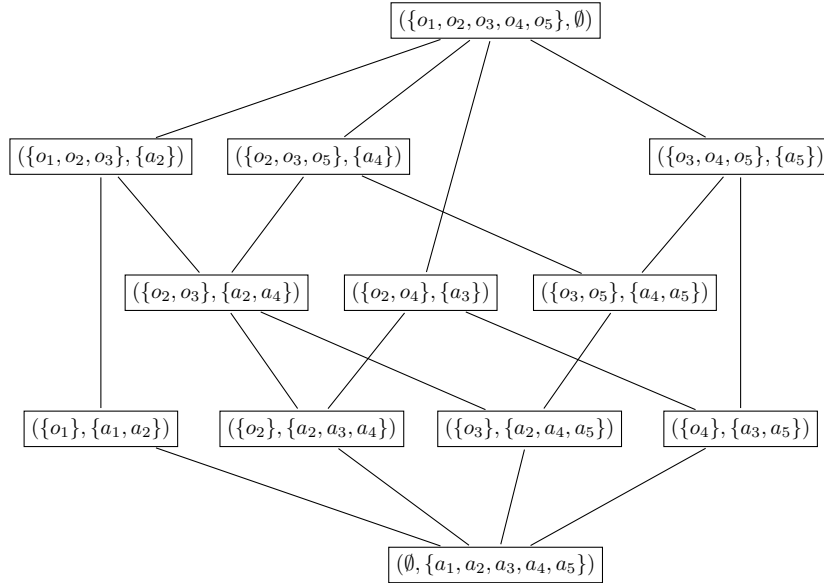 ({o₁, o₂, o₃, o₄, o₅}, ∅)
({o₁, o₂, o₃}, {a₂})
({o₂, o₃, o₅}, {a₄})
({o₃, o₄, o₅}, {a₅})
({o₂, o₃}, {a₂, a₄})
({o₂, o₄}, {a₃})
({o₃, o₅}, {a₄, a₅})
({o₁}, {a₁, a₂})
({o₂}, {a₂, a₃, a₄})
({o₃}, {a₂, a₄, a₅})
({o₄}, {a₃, a₅})
(∅, {a₁, a₂, a₃, a₄, a₅})